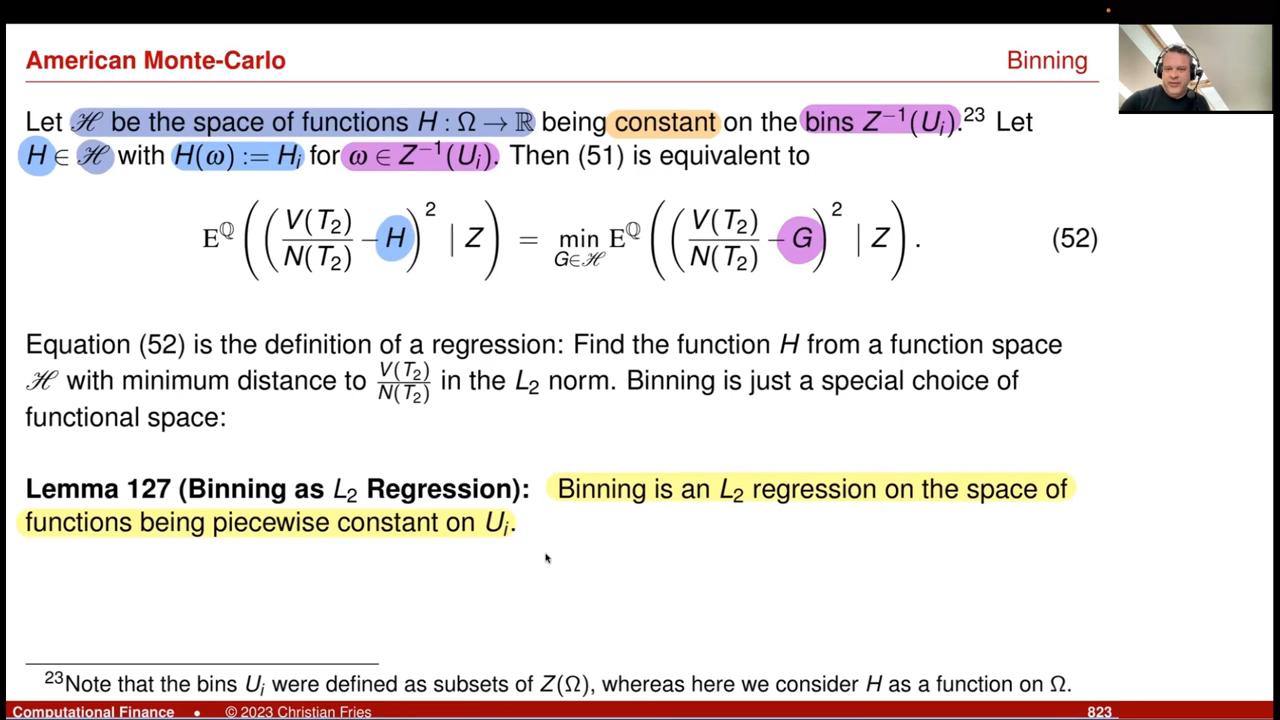 American Monte-Carlo Binning
Let ℋ be the space of functions H : Ω → ℝ being constant on the bins Z⁻¹(Uᵢ).²³ Let
H ∈ ℋ with H(ω) := Hᵢ for ω ∈ Z⁻¹(Uᵢ). Then (51) is equivalent to
E^ℚ ( ( V(T₂)/N(T₂) − H )² | Z ) = min_{G∈ℋ} E^ℚ ( ( V(T₂)/N(T₂) − G )² | Z ) . (52)
Equation (52) is the definition of a regression: Find the function H from a function space
ℋ with minimum distance to V(T₂)/N(T₂) in the L₂ norm. Binning is just a special choice of
functional space:
Lemma 127 (Binning as L₂ Regression): Binning is an L₂ regression on the space of
functions being piecewise constant on Uᵢ.
²³Note that the bins Uᵢ were defined as subsets of Z(Ω), whereas here we consider H as a function on Ω.
Computational Finance • © 2023 Christian Fries 823